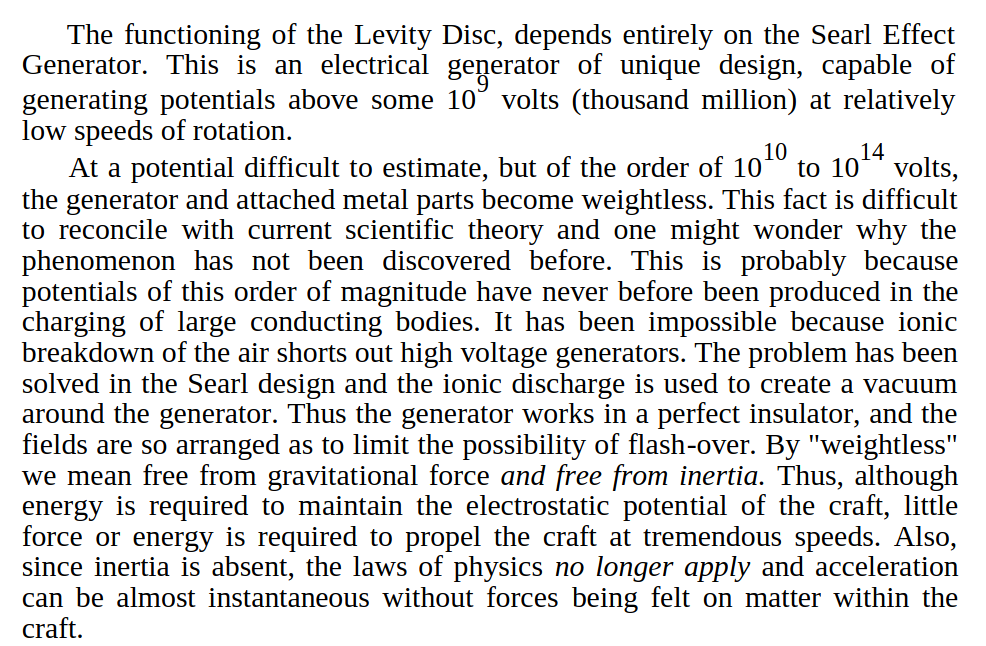 The functioning of the Levity Disc, depends entirely on the Searl Effect
Generator. This is an electrical generator of unique design, capable of
generating potentials above some 10⁹ volts (thousand million) at relatively
low speeds of rotation.
At a potential difficult to estimate, but of the order of 10¹⁰ to 10¹⁴ volts,
the generator and attached metal parts become weightless. This fact is difficult
to reconcile with current scientific theory and one might wonder why the
phenomenon has not been discovered before. This is probably because
potentials of this order of magnitude have never before been produced in the
charging of large conducting bodies. It has been impossible because ionic
breakdown of the air shorts out high voltage generators. The problem has been
solved in the Searl design and the ionic discharge is used to create a vacuum
around the generator. Thus the generator works in a perfect insulator, and the
fields are so arranged as to limit the possibility of flash-over. By "weightless"
we mean free from gravitational force and free from inertia. Thus, although
energy is required to maintain the electrostatic potential of the craft, little
force or energy is required to propel the craft at tremendous speeds. Also,
since inertia is absent, the laws of physics no longer apply and acceleration
can be almost instantaneous without forces being felt on matter within the
craft.